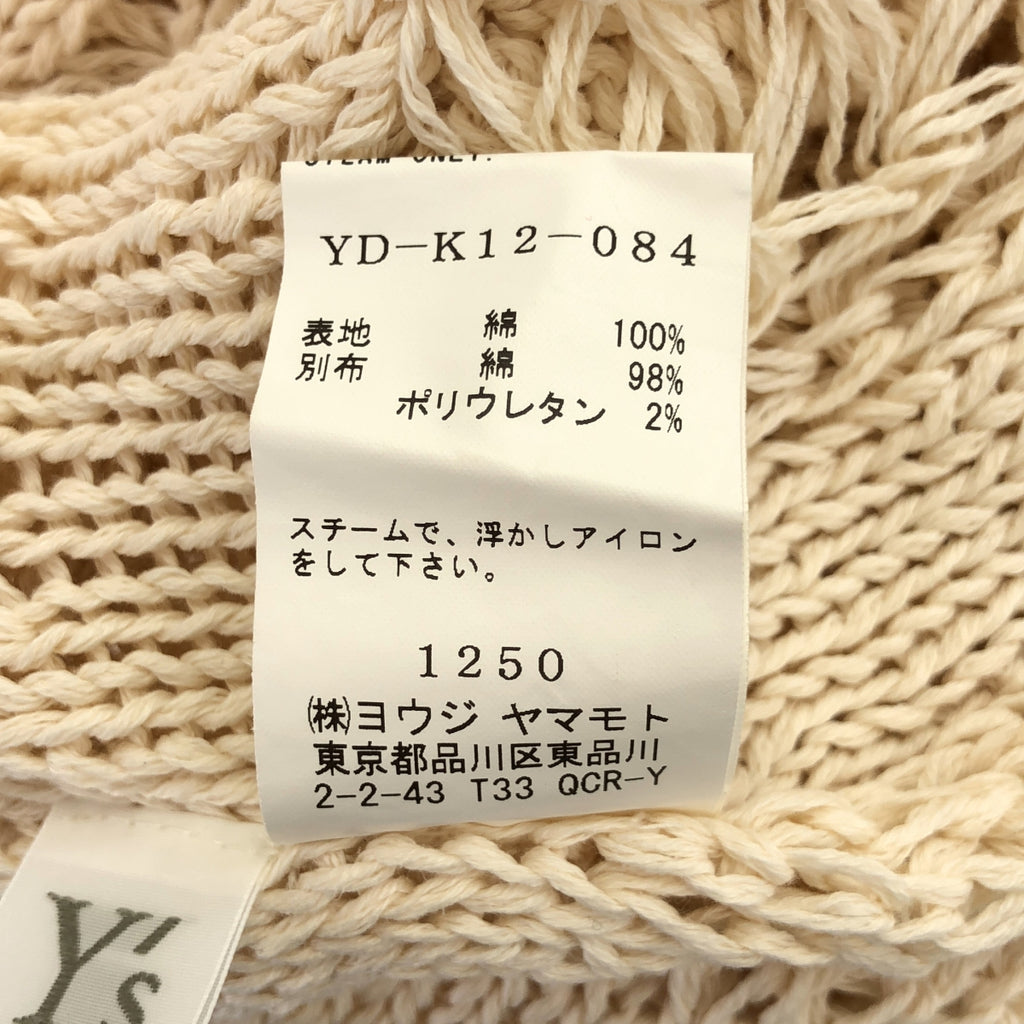 STEAM ONLY.
YD-K12-084
表地 綿 100%
別布 綿 98%
ポリウレタン 2%
スチームで、浮かしアイロン
をして下さい。
1250
㈱ヨウジ ヤマモト
東京都品川区東品川
2-2-43 T33 QCR-Y
Y's